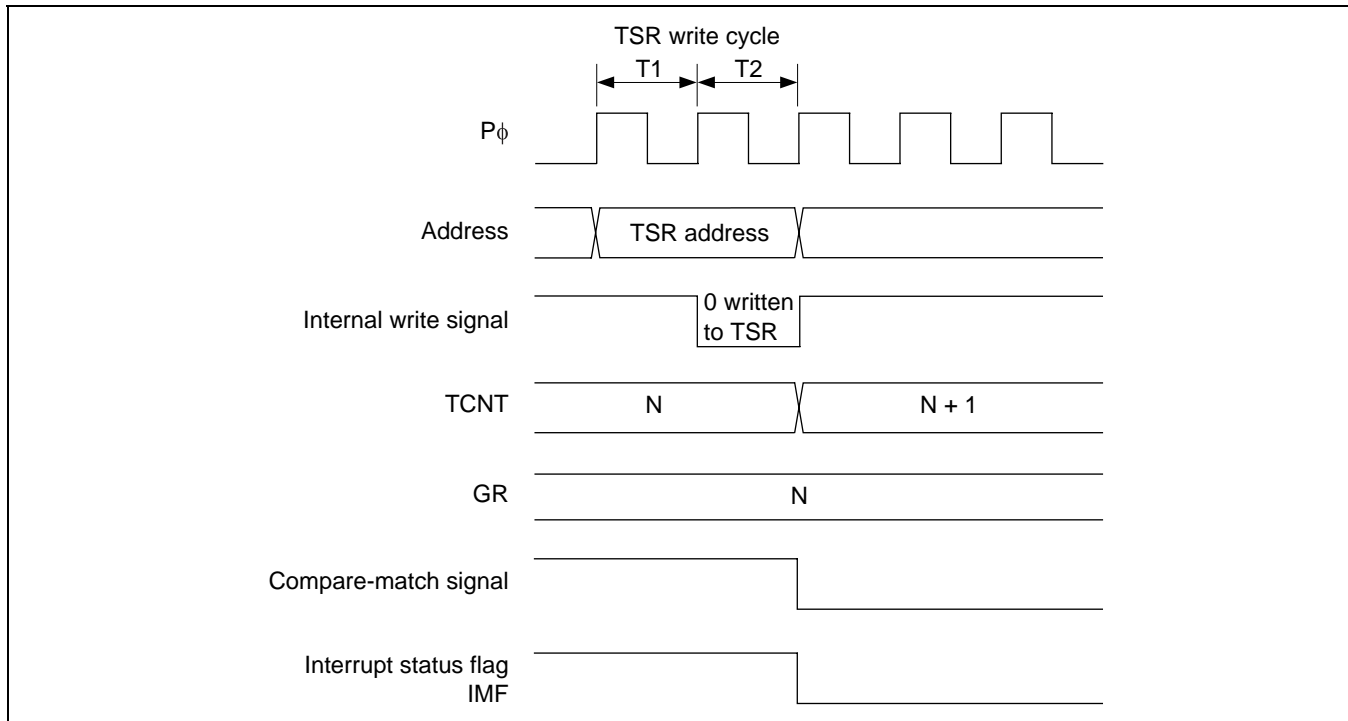 TSR write cycle
T1 T2
Pϕ
Address
TSR address
Internal write signal
0 written
to TSR
TCNT
N
N + 1
GR
N
Compare-match signal
Interrupt status flag
IMF